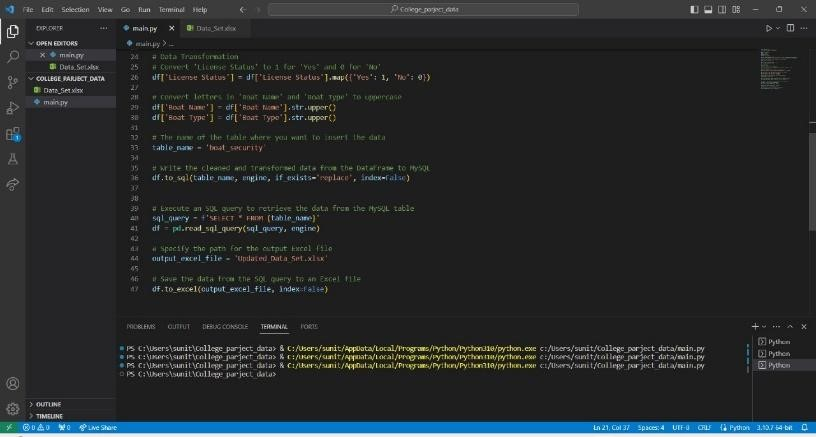 File Edit Selection View Go Run Terminal Help
College_parject_data
EXPLORER
OPEN EDITORS
main.py
Data_Set.xlsx
COLLEGE_PARJECT_DATA
Data_Set.xlsx
main.py
OUTLINE
TIMELINE
main.py
Data_Set.xlsx
main.py > ...
24 # Data Transformation
25 # Convert 'License Status' to 1 for 'Yes' and 0 for 'No'
26 df['License Status'] = df['License Status'].map({'Yes': 1, 'No': 0})
27
28 # Convert letters in 'Boat Name' and 'Boat Type' to uppercase
29 df['Boat Name'] = df['Boat Name'].str.upper()
30 df['Boat Type'] = df['Boat Type'].str.upper()
31
32 # The name of the table where you want to insert the data
33 table_name = 'boat_security'
34
35 # Write the cleaned and transformed data from the DataFrame to MySQL
36 df.to_sql(table_name, engine, if_exists='replace', index=False)
37
38
39 # Execute an SQL query to retrieve the data from the MySQL table
40 sql_query = f'SELECT * FROM {table_name}'
41 df = pd.read_sql_query(sql_query, engine)
42
43 # Specify the path for the output Excel file
44 output_excel_file = 'Updated_Data_Set.xlsx'
45
46 # Save the data from the SQL query to an Excel file
47 df.to_excel(output_excel_file, index=False)
PROBLEMS OUTPUT DEBUG CONSOLE TERMINAL PORTS
PS C:\Users\sunit\College_parject_data> & C:/Users/sunit/AppData/Local/Programs/Python/Python310/python.exe c:/Users/sunit/College_parject_data/main.py
PS C:\Users\sunit\College_parject_data> & C:/Users/sunit/AppData/Local/Programs/Python/Python310/python.exe c:/Users/sunit/College_parject_data/main.py
PS C:\Users\sunit\College_parject_data> & C:/Users/sunit/AppData/Local/Programs/Python/Python310/python.exe c:/Users/sunit/College_parject_data/main.py
PS C:\Users\sunit\College_parject_data>
Python
Python
Python
0 0 0 Live Share
Ln 21, Col 37 Spaces: 4 UTF-8 CRLF Python 3.10.7 64-bit